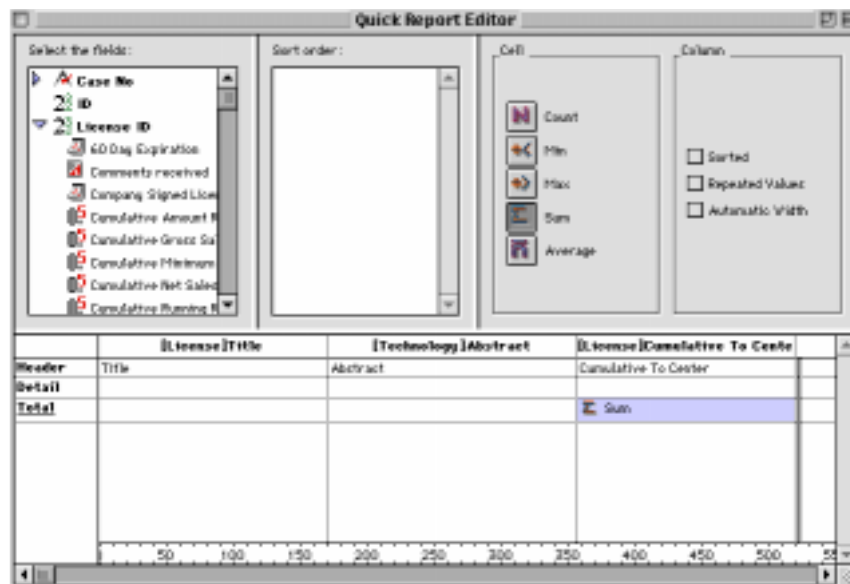 Quick Report Editor
Select the fields:
Case No
ID
License ID
60 Day Expiration
Comments received
Company Signed Licen
Cumulative Amount
Cumulative Gross Sal
Cumulative Minimum
Cumulative Net Sales
Cumulative Running
Sort order:
Cell
Count
Min
Max
Sum
Average
Column
Sorted
Repeated Values
Automatic Width
[License]Title [Technology]Abstract [License]Cumulative To Cente
Header Title Abstract Cumulative To Center
Detail
Total Sum
50 100 150 200 250 300 350 400 450 500